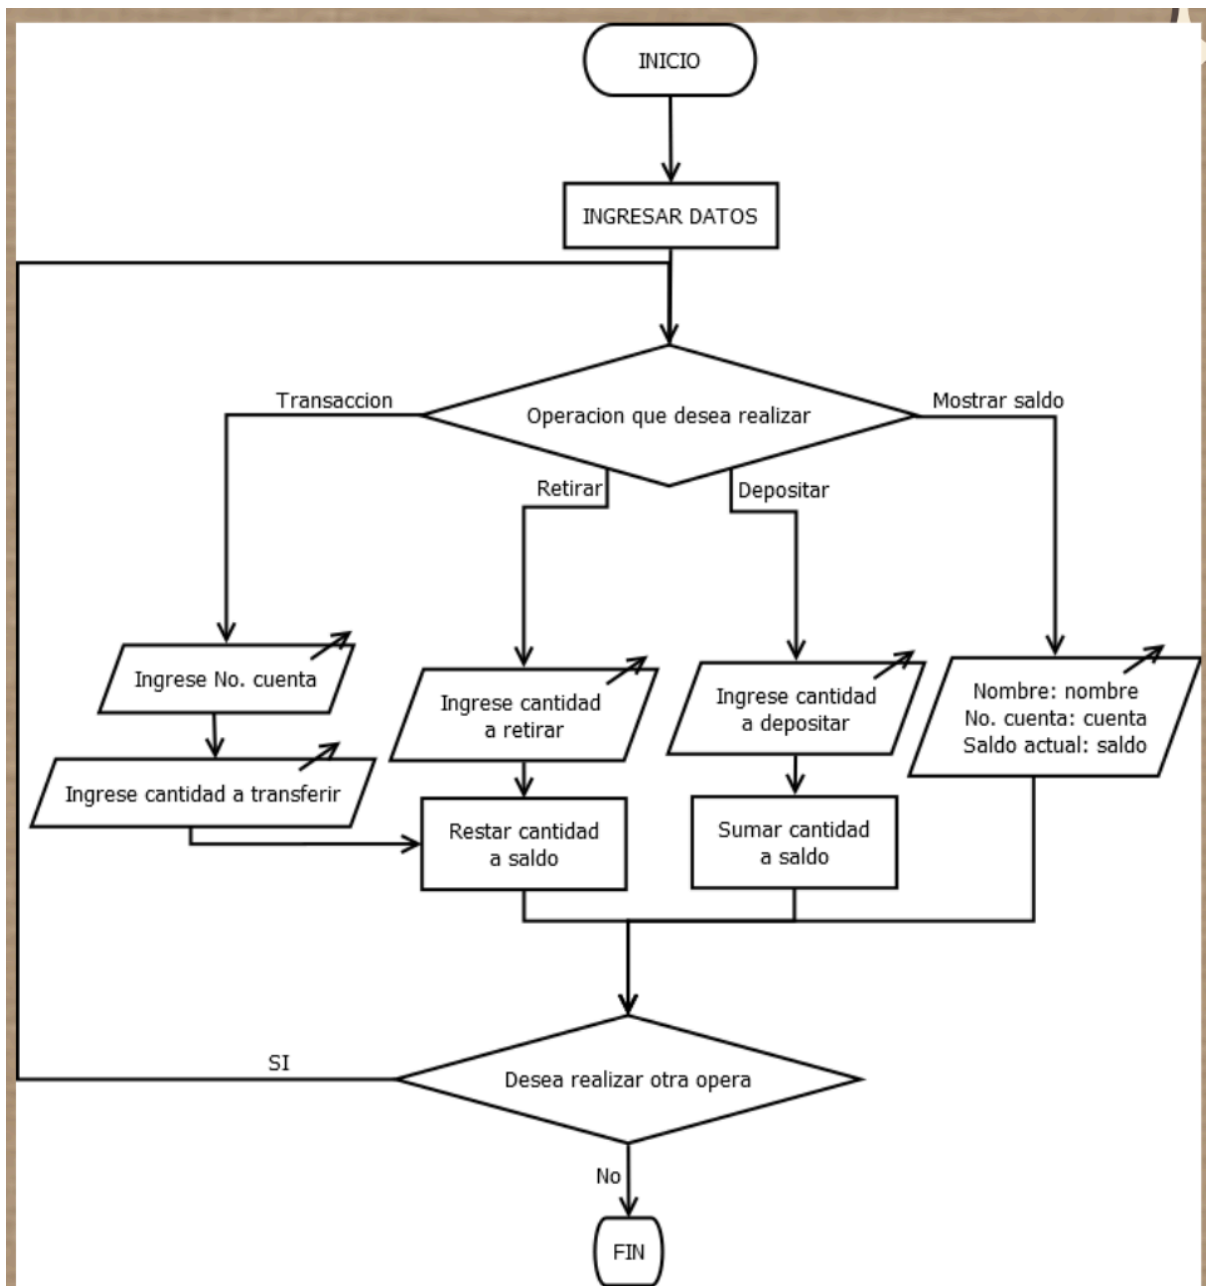 INICIO
INGRESAR DATOS
Operacion que desea realizar
Transaccion
Retirar
Depositar
Mostrar saldo
Ingrese No. cuenta
Ingrese cantidad a transferir
Ingrese cantidad
a retirar
Restar cantidad
a saldo
Ingrese cantidad
a depositar
Sumar cantidad
a saldo
Nombre: nombre
No. cuenta: cuenta
Saldo actual: saldo
Desea realizar otra opera
SI
No
FIN